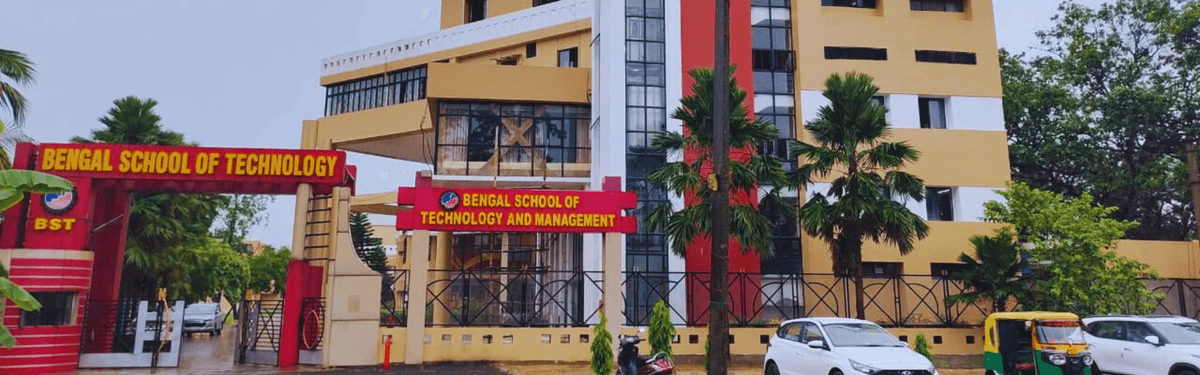 BENGAL SCHOOL OF TECHNOLOGY
BST
BENGAL SCHOOL OF
TECHNOLOGY AND MANAGEMENT